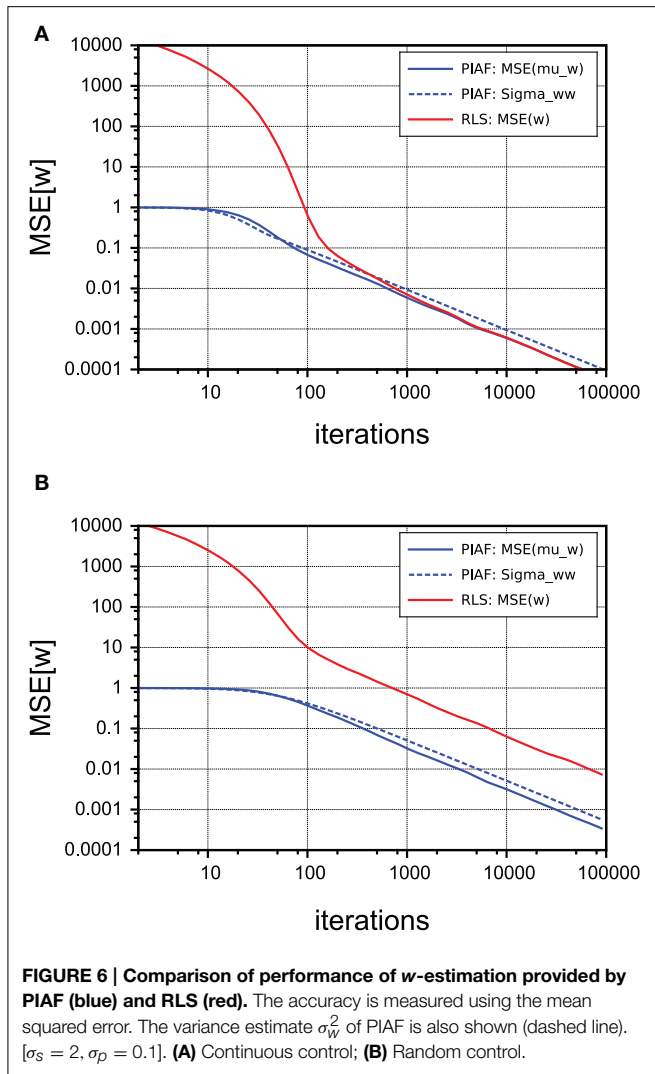 A
10000
1000
100
10
1
0.1
0.01
0.001
0.0001
MSE[w]
PIAF: MSE(mu_w)
PIAF: Sigma_ww
RLS: MSE(w)
10 100 1000 10000 100000
iterations
B
10000
1000
100
10
1
0.1
0.01
0.001
0.0001
MSE[w]
PIAF: MSE(mu_w)
PIAF: Sigma_ww
RLS: MSE(w)
10 100 1000 10000 100000
iterations
FIGURE 6 | Comparison of performance of w-estimation provided by
PIAF (blue) and RLS (red). The accuracy is measured using the mean
squared error. The variance estimate σ²_w of PIAF is also shown (dashed line).
[σ_s = 2, σ_p = 0.1]. (A) Continuous control; (B) Random control.